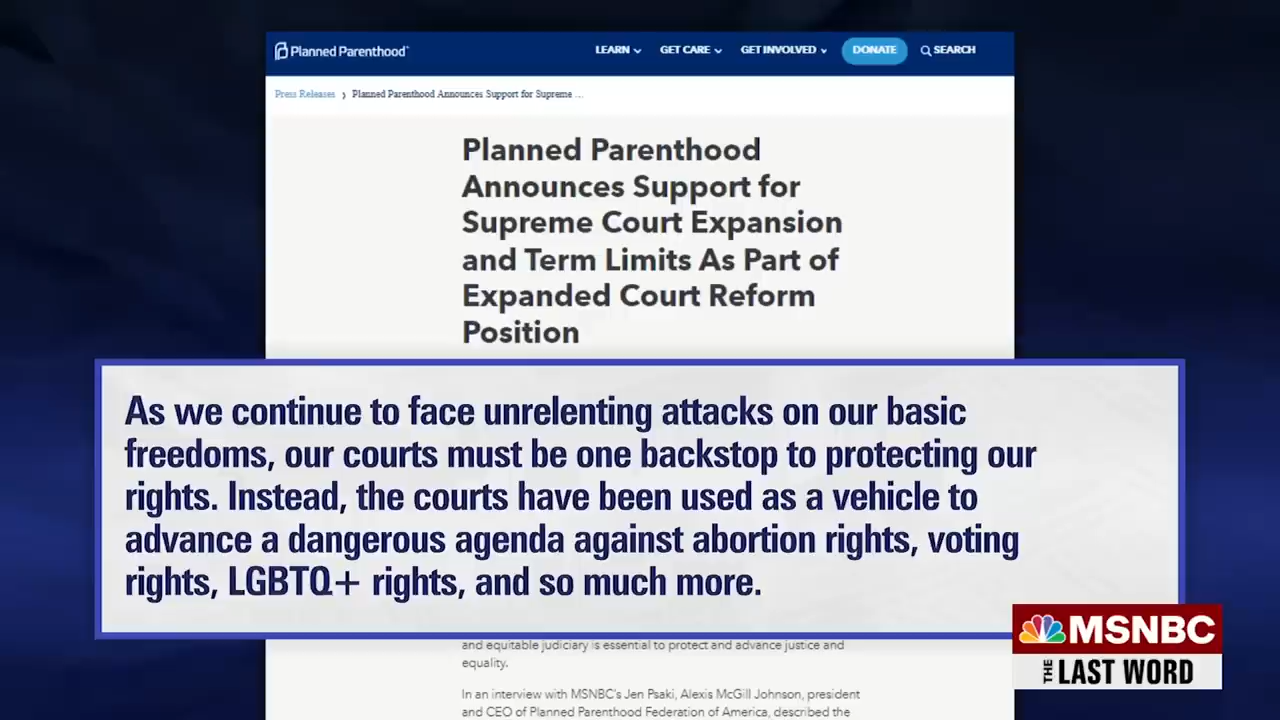 Planned Parenthood
LEARN GET CARE GET INVOLVED DONATE SEARCH
Press Releases › Planned Parenthood Announces Support for Supreme ...
Planned Parenthood
Announces Support for
Supreme Court Expansion
and Term Limits As Part of
Expanded Court Reform
Position
As we continue to face unrelenting attacks on our basic
freedoms, our courts must be one backstop to protecting our
rights. Instead, the courts have been used as a vehicle to
advance a dangerous agenda against abortion rights, voting
rights, LGBTQ+ rights, and so much more.
and equitable judiciary is essential to protect and advance justice and
equality.
In an interview with MSNBC's Jen Psaki, Alexis McGill Johnson, president
and CEO of Planned Parenthood Federation of America, described the
MSNBC
THE LAST WORD